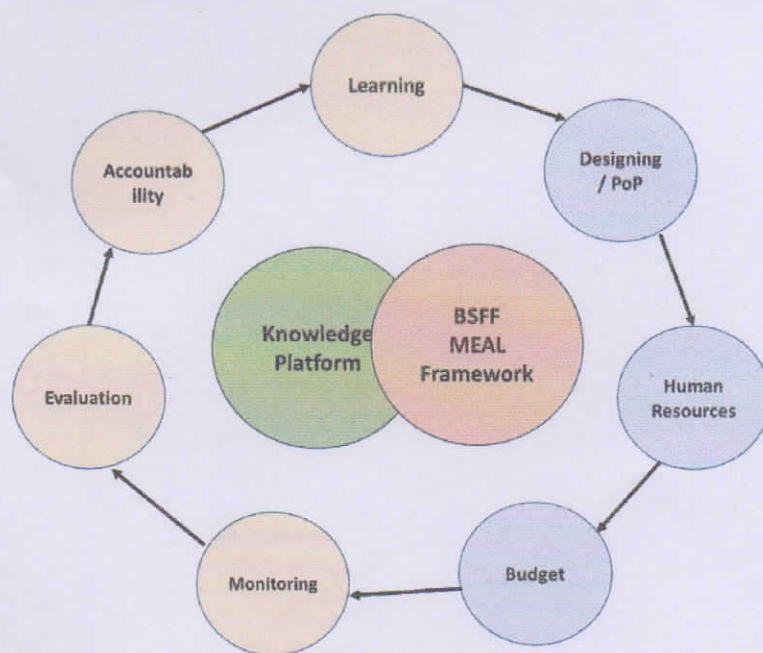 Learning
Designing
/ PoP
Human
Resources
Budget
Monitoring
Evaluation
Accountab
ility
Knowledge
Platform
BSFF
MEAL
Framework